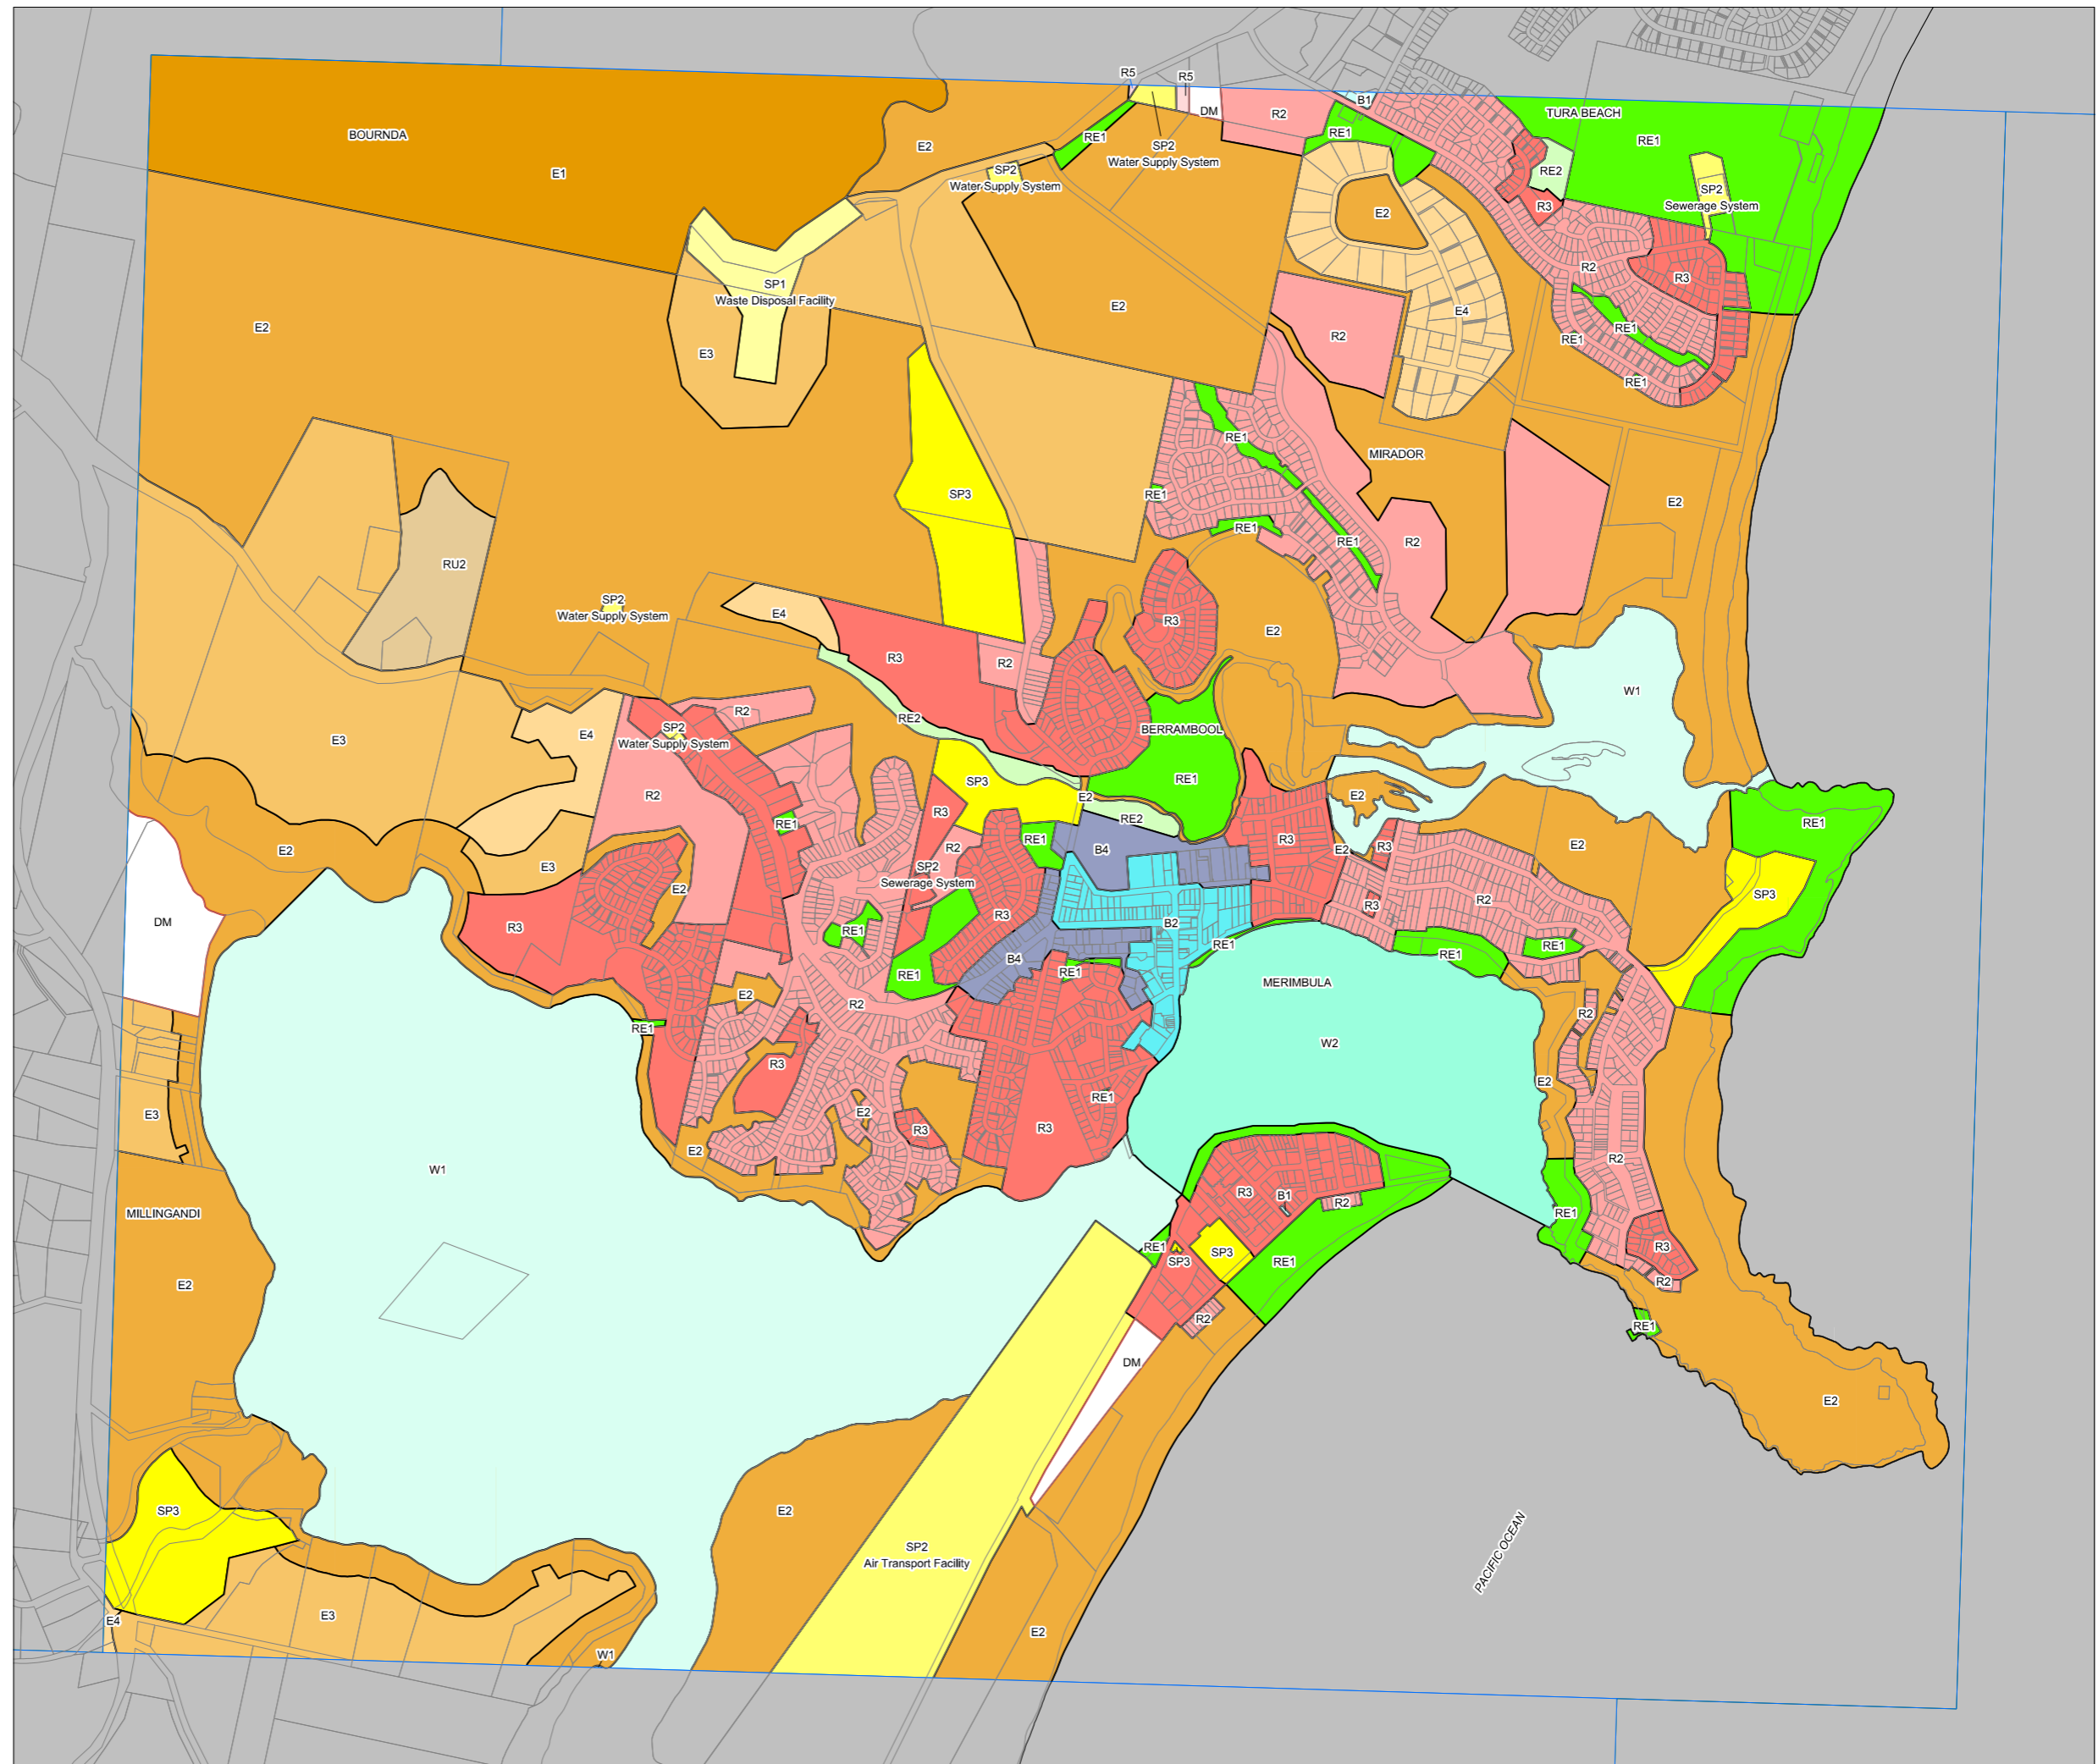 R5
R5
B1
DM
R2
TURA BEACH
BOURNDA
RE1
RE1
RE1
E2
SP2
Water Supply System
SP2
Water Supply System
E1
RE2
SP2
Sewerage System
R3
E2
R2
R3
SP1
Waste Disposal Facility
E2
E2
E4
RE1
R2
RE1
E3
RE1
RE1
MIRADOR
SP3
RE1
E2
RE1
RE1
R2
RU2
SP2
Water Supply System
E4
R3
E2
R3
R2
W1
R2
RE2
SP2
Water Supply System
BERRAMBOOL
E4
E3
SP3
RE1
R2
E2
E2
R3
RE2
RE1
RE1
R3
RE1
R3
E2
R3
E2
B4
R2
E2
SP2
Sewerage System
E3
E2
SP3
R2
R3
RE1
R3
B2
DM
R3
RE1
RE1
RE1
RE1
B4
RE1
RE1
MERIMBULA
E2
R2
R2
RE1
W2
R3
E2
RE1
E3
E2
R3
R3
E2
R2
W1
R3
B1
R2
MILLINGANDI
RE1
RE1
R3
SP3
SP3
RE1
R2
E2
R2
RE1
DM
E2
SP3
E2
SP2
Air Transport Facility
PACIFIC OCEAN
E3
E4
E2
W1